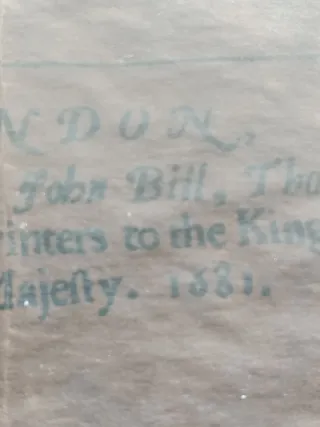 NDON,
John Bill, Tho
rinters to the King
Majeſty. 1681.